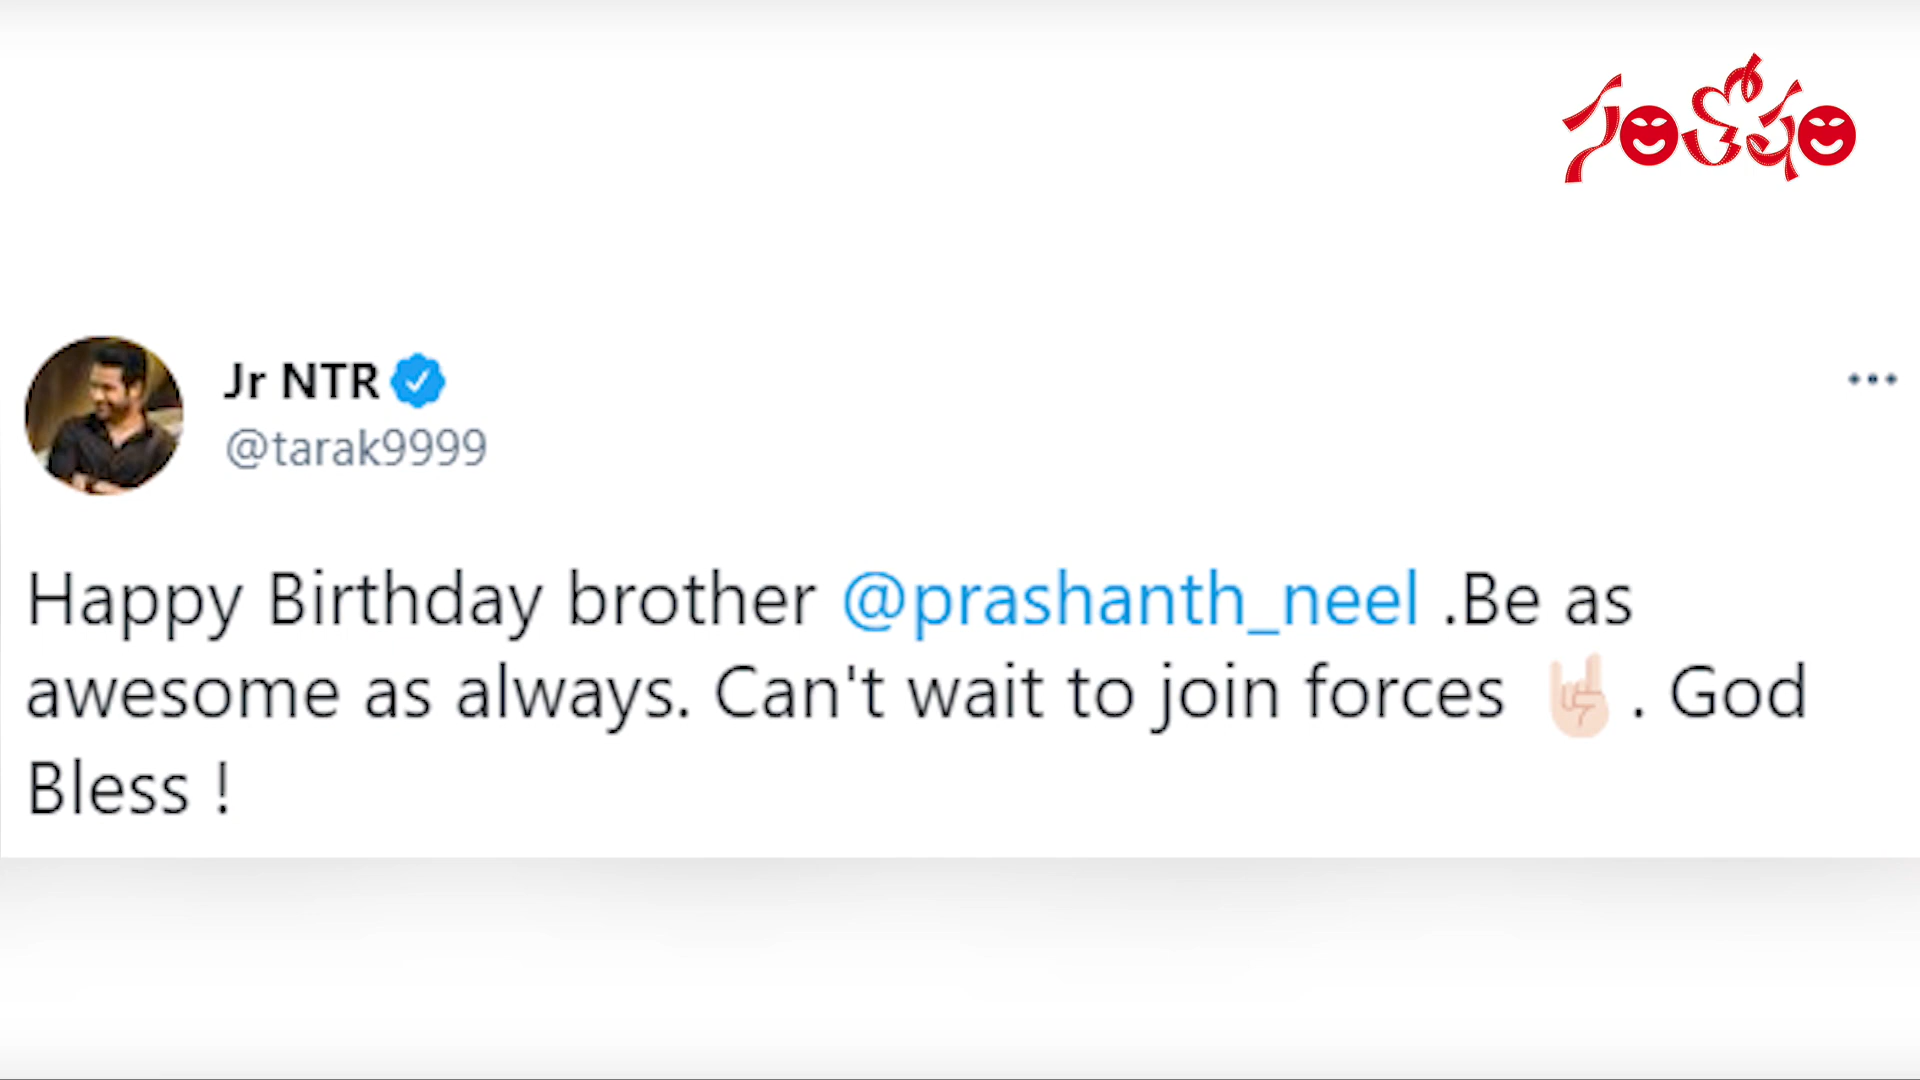 సంతోషం
Jr NTR
@tarak9999
Happy Birthday brother @prashanth_neel .Be as
awesome as always. Can't wait to join forces 🤘🏻. God
Bless !